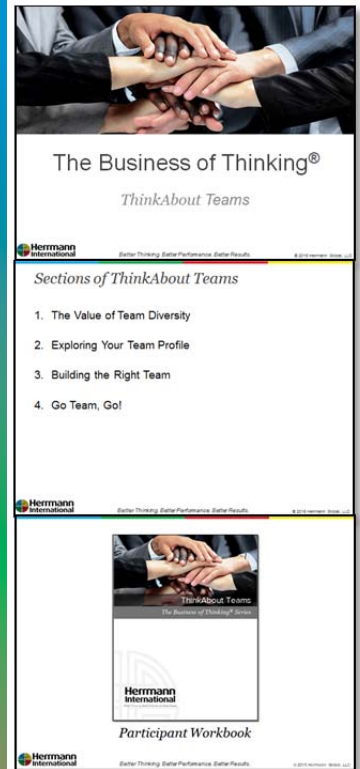 The Business of Thinking®
ThinkAbout Teams
Herrmann
International
Better Thinking. Better Performance. Better Results.
Sections of ThinkAbout Teams
1. The Value of Team Diversity
2. Exploring Your Team Profile
3. Building the Right Team
4. Go Team, Go!
Herrmann
International
Better Thinking. Better Performance. Better Results.
ThinkAbout Teams
The Business of Thinking® Series
Herrmann
International
Participant Workbook
Herrmann
International
Better Thinking. Better Performance. Better Results.